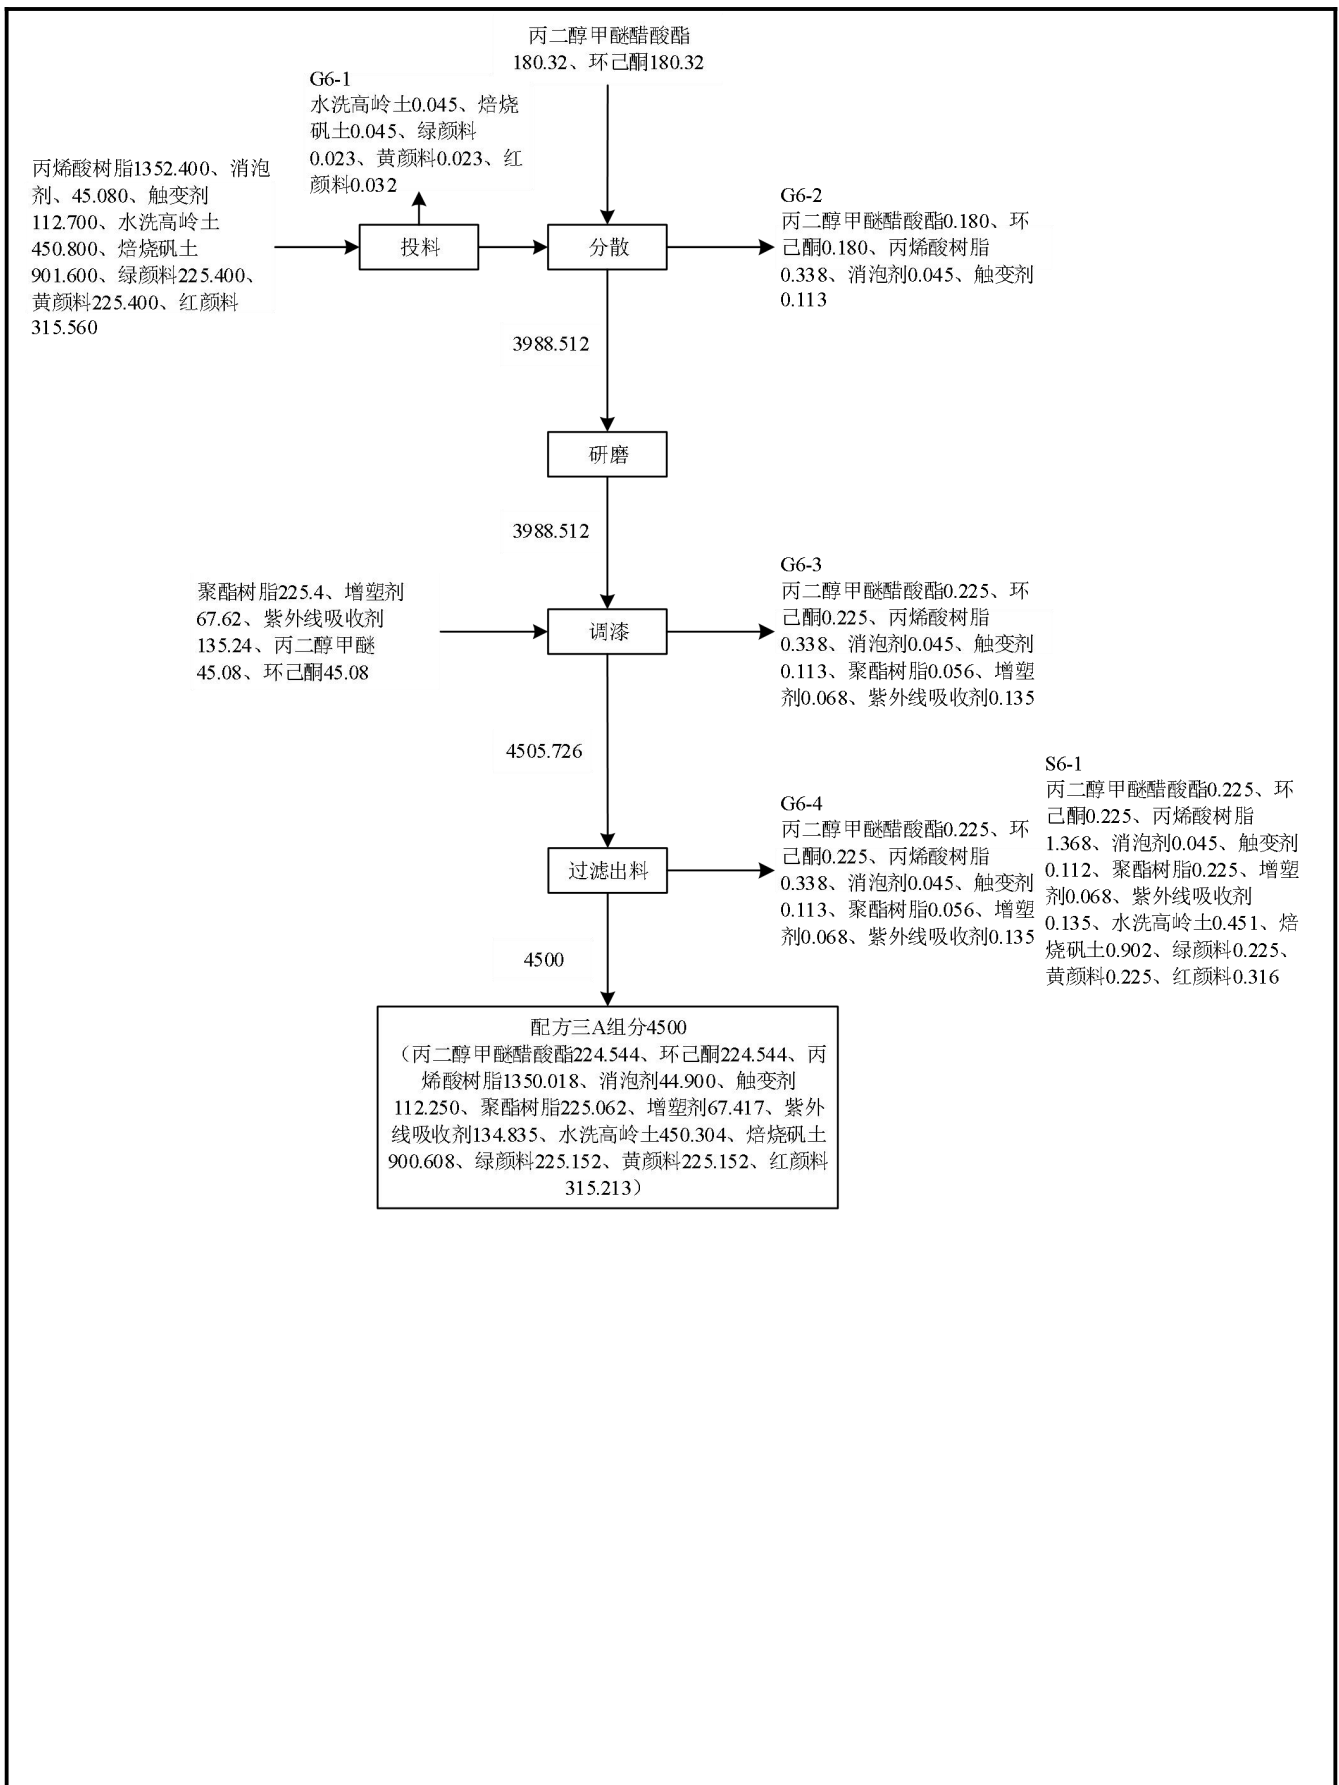 丙二醇甲醚醋酸酯
180.32、环己酮180.32
G6-1
水洗高岭土0.045、焙烧
矾土0.045、绿颜料
0.023、黄颜料0.023、红
颜料0.032
丙烯酸树脂1352.400、消泡
剂、45.080、触变剂
112.700、水洗高岭土
450.800、焙烧矾土
901.600、绿颜料225.400、
黄颜料225.400、红颜料
315.560
投料
分散
G6-2
丙二醇甲醚醋酸酯0.180、环
己酮0.180、丙烯酸树脂
0.338、消泡剂0.045、触变剂
0.113
3988.512
研磨
3988.512
聚酯树脂225.4、增塑剂
67.62、紫外线吸收剂
135.24、丙二醇甲醚
45.08、环己酮45.08
调漆
G6-3
丙二醇甲醚醋酸酯0.225、环
己酮0.225、丙烯酸树脂
0.338、消泡剂0.045、触变剂
0.113、聚酯树脂0.056、增塑
剂0.068、紫外线吸收剂0.135
4505.726
过滤出料
G6-4
丙二醇甲醚醋酸酯0.225、环
己酮0.225、丙烯酸树脂
0.338、消泡剂0.045、触变剂
0.113、聚酯树脂0.056、增塑
剂0.068、紫外线吸收剂0.135
S6-1
丙二醇甲醚醋酸酯0.225、环
己酮0.225、丙烯酸树脂
1.368、消泡剂0.045、触变剂
0.112、聚酯树脂0.225、增塑
剂0.068、紫外线吸收剂
0.135、水洗高岭土0.451、焙
烧矾土0.902、绿颜料0.225、
黄颜料0.225、红颜料0.316
4500
配方三A组分4500
（丙二醇甲醚醋酸酯224.544、环己酮224.544、丙
烯酸树脂1350.018、消泡剂44.900、触变剂
112.250、聚酯树脂225.062、增塑剂67.417、紫外
线吸收剂134.835、水洗高岭土450.304、焙烧矾土
900.608、绿颜料225.152、黄颜料225.152、红颜料
315.213）